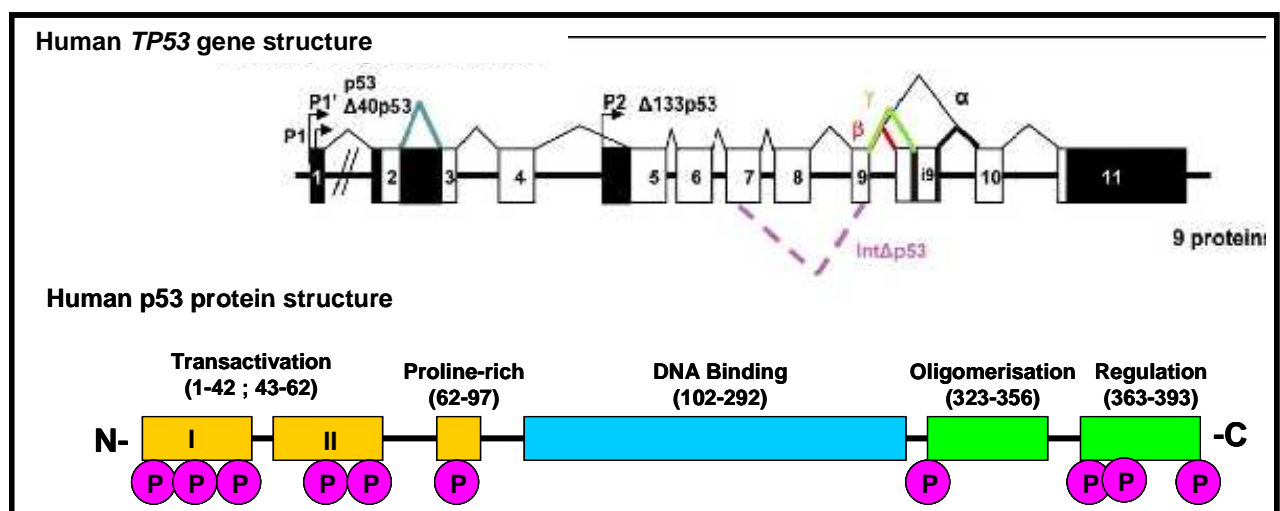 Human TP53 gene structure
p53
P1' Δ40p53
P1
P2 Δ133p53
γ
β
α
1 2 3 4 5 6 7 8 9 i9 10 11
IntΔp53
9 proteins
Human p53 protein structure
Transactivation
(1-42 ; 43-62)
Proline-rich
(62-97)
DNA Binding
(102-292)
Oligomerisation
(323-356)
Regulation
(363-393)
N- I II -C
P P P P P P P P P P